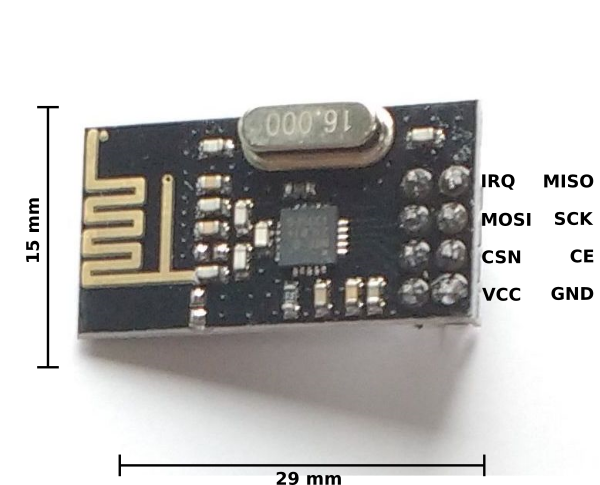 16.000
15 mm
IRQ MISO
MOSI SCK
CSN CE
VCC GND
29 mm